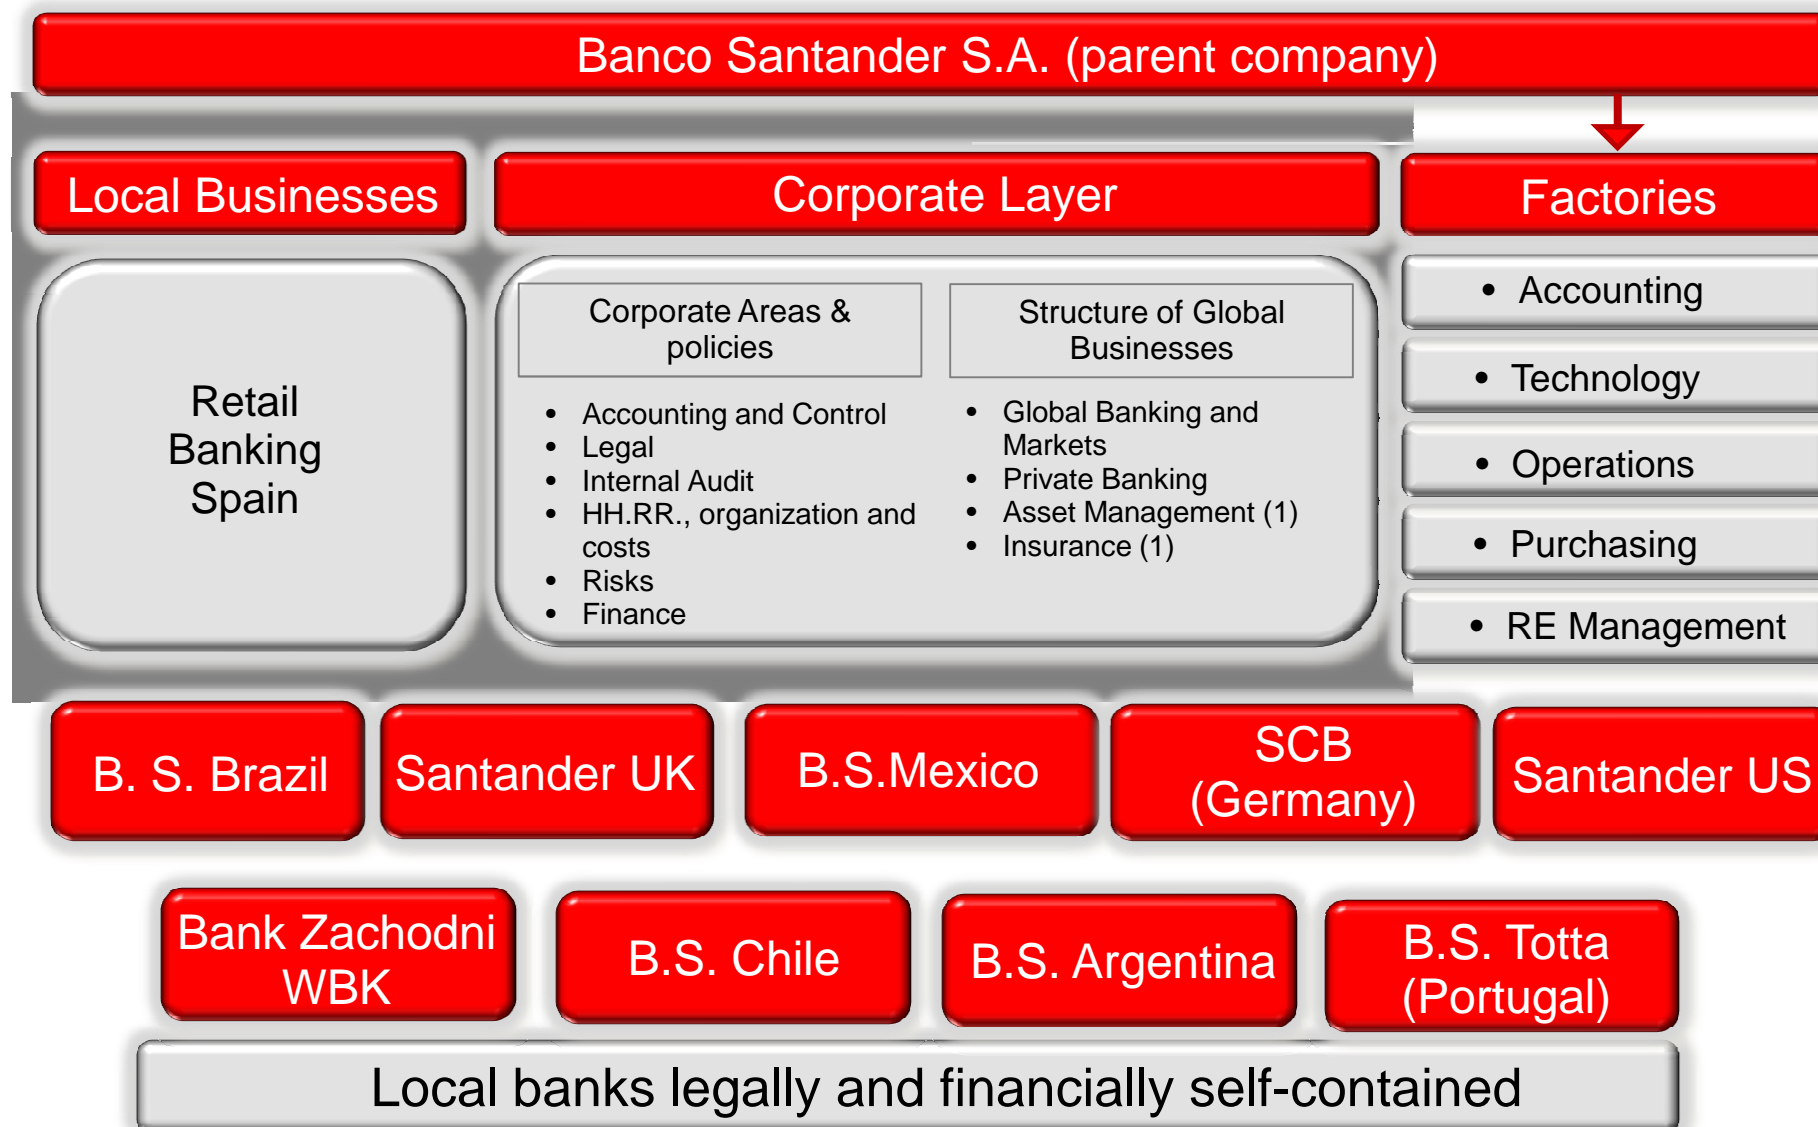 Banco Santander S.A. (parent company)
Local Businesses
Corporate Layer
Factories
Retail
Banking
Spain
Corporate Areas &
policies
• Accounting and Control
• Legal
• Internal Audit
• HH.RR., organization and
costs
• Risks
• Finance
Structure of Global
Businesses
• Global Banking and
Markets
• Private Banking
• Asset Management (1)
• Insurance (1)
• Accounting
• Technology
• Operations
• Purchasing
• RE Management
B. S. Brazil
Santander UK
B.S.Mexico
SCB
(Germany)
Santander US
Bank Zachodni
WBK
B.S. Chile
B.S. Argentina
B.S. Totta
(Portugal)
Local banks legally and financially self-contained